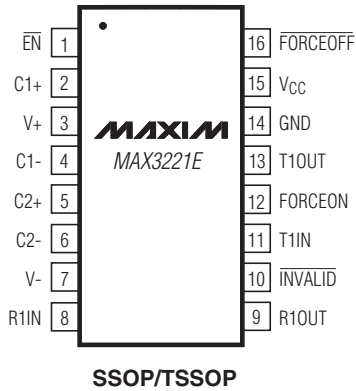 EN 1 16 FORCEOFF
C1+ 2 15 VCC
V+ 3 MAXIM 14 GND
C1- 4 MAX3221E 13 T1OUT
C2+ 5 12 FORCEON
C2- 6 11 T1IN
V- 7 10 INVALID
R1IN 8 9 R1OUT
SSOP/TSSOP